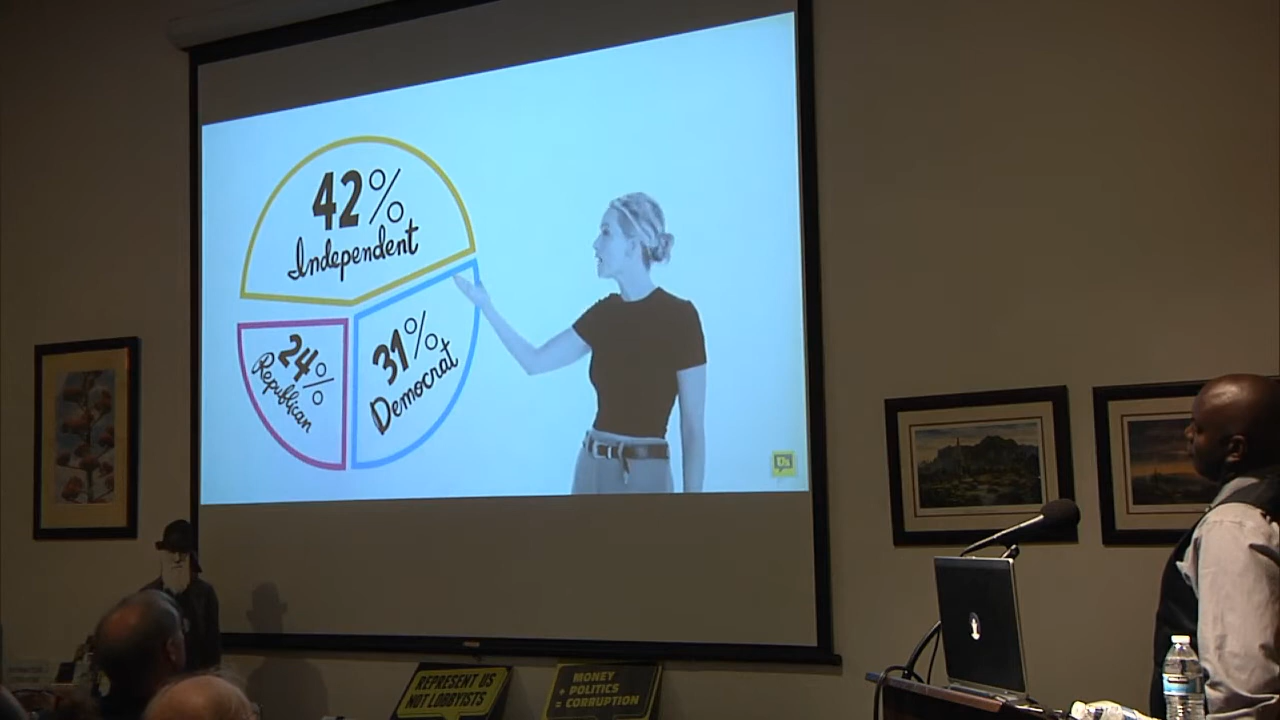 42%
Independent
24%
Republican
31%
Democrat
REPRESENT US
NOT LOBBYISTS
MONEY
+ POLITICS
= CORRUPTION